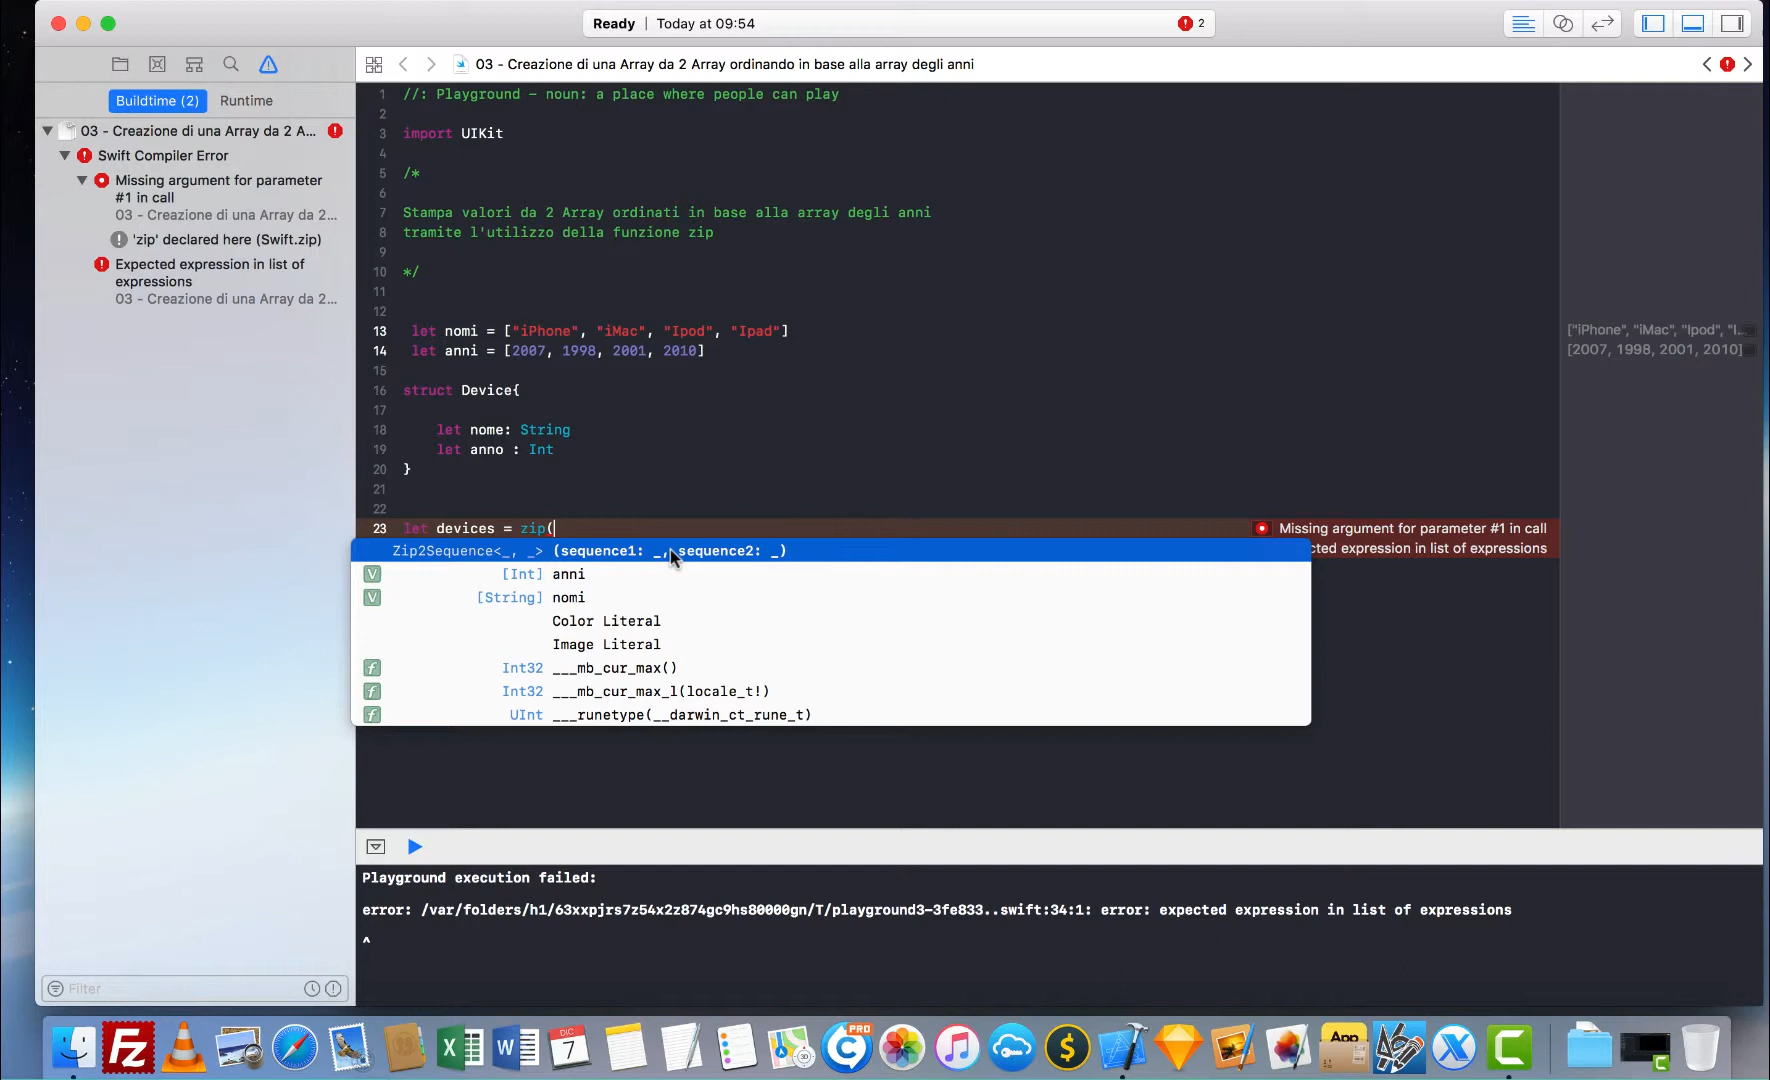 Ready | Today at 09:54
2
03 - Creazione di una Array da 2 Array ordinando in base alla array degli anni
Buildtime (2)
Runtime
03 - Creazione di una Array da 2 A...
Swift Compiler Error
Missing argument for parameter
#1 in call
03 - Creazione di una Array da 2...
'zip' declared here (Swift.zip)
Expected expression in list of
expressions
03 - Creazione di una Array da 2...
Filter
1 //: Playground - noun: a place where people can play
2
3 import UIKit
4
5 /*
6
7 Stampa valori da 2 Array ordinati in base alla array degli anni
8 tramite l'utilizzo della funzione zip
9
10 */
11
12
13 let nomi = ["iPhone", "iMac", "Ipod", "Ipad"]
14 let anni = [2007, 1998, 2001, 2010]
15
16 struct Device{
17
18 let nome: String
19 let anno : Int
20 }
21
22
23 let devices = zip(
Missing argument for parameter #1 in call
cted expression in list of expressions
["iPhone", "iMac", "Ipod", "I...
[2007, 1998, 2001, 2010]
Zip2Sequence<_, _> (sequence1: _, sequence2: _)
V [Int] anni
V [String] nomi
Color Literal
Image Literal
f Int32 ___mb_cur_max()
f Int32 ___mb_cur_max_l(locale_t!)
f UInt ___runetype(__darwin_ct_rune_t)
Playground execution failed:
error: /var/folders/h1/63xxpjrs7z54x2z874gc9hs80000gn/T/playground3-3fe833..swift:34:1: error: expected expression in list of expressions
^
Fz
X
W
DIC
7
3D
C PRO
$
App
X
C